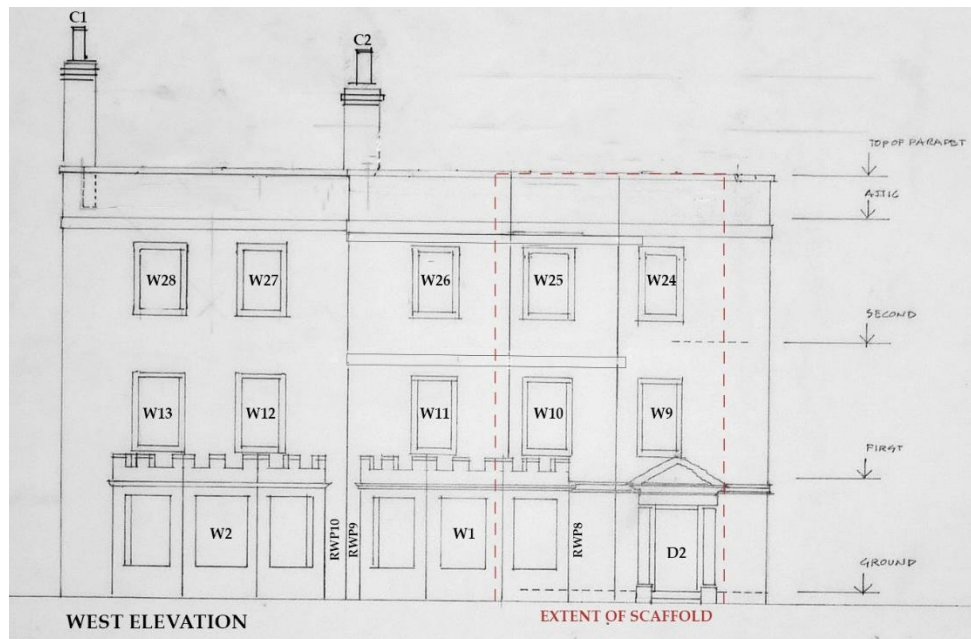 C1
C2
TOP OF PARAPET
ATTIC
W28 W27 W26 W25 W24
SECOND
W13 W12 W11 W10 W9
FIRST
W2 RWP10 RWP9 W1 RWP8 D2
GROUND
WEST ELEVATION
EXTENT OF SCAFFOLD